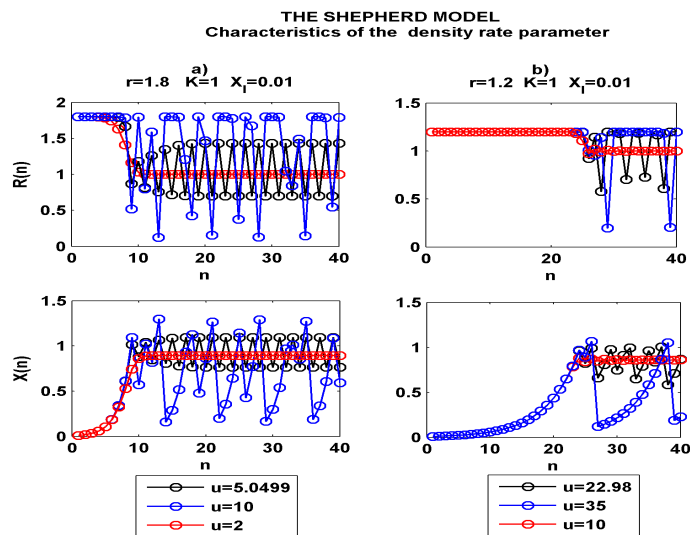 THE SHEPHERD MODEL
Characteristics of the density rate parameter
a)
r=1.8 K=1 X_I=0.01
b)
r=1.2 K=1 X_I=0.01
R(n)
2
1.5
1
0.5
0
0
10
20
30
40
n
1.5
1
0.5
0
0
10
20
30
40
n
X(n)
1.5
1
0.5
0
0
10
20
30
40
n
1.5
1
0.5
0
0
10
20
30
40
n
u=5.0499
u=10
u=2
u=22.98
u=35
u=10